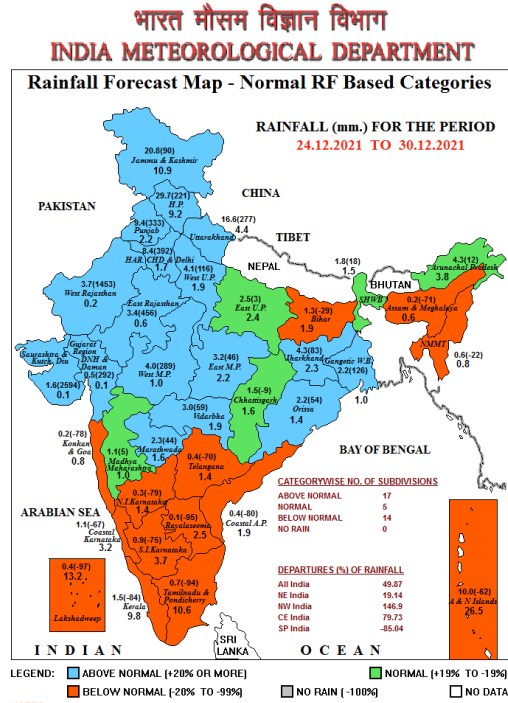 भारत मौसम विज्ञान विभाग
INDIA METEOROLOGICAL DEPARTMENT
Rainfall Forecast Map - Normal RF Based Categories
RAINFALL (mm.) FOR THE PERIOD
24.12.2021 TO 30.12.2021
20.8(90)
Jammu & Kashmir
10.9
CHINA
PAKISTAN
29.7(221)
H.P.
9.2
9.4(333)
Punjab
2.2
16.6(277)
4.4
Uttarakhand
TIBET
8.4(392)
HAR. CHD & Delhi
1.7
NEPAL
4.1(116)
West U.P.
1.9
1.8(18)
1.5
4.3(12)
Arunachal Pradesh
3.8
BHUTAN
3.7(1453)
West Rajasthan
0.2
East Rajasthan
3.4(456)
0.6
2.5(3)
East U.P.
2.4
1.3(-29)
Bihar
1.9
SHWB
0.2(-71)
Assam & Meghalaya
0.6
NMMT
0.6(-22)
0.8
Saurashtra &
Kutch, Diu
1.6(2594)
0.1
Gujarat
Region
DNH &
Daman
0.5(292)
0.1
4.0(289)
West M.P.
1.0
3.2(46)
East M.P.
2.2
4.3(83)
Jharkhand
2.3
Gangetic W.B.
2.2(126)
1.0
1.5(-9)
Chhattisgarh
1.6
2.2(54)
Orissa
1.4
3.0(59)
Vidarbha
1.9
0.2(-78)
Konkan
& Goa
0.8
1.1(5)
Madhya
Maharashtra
1.0
2.3(44)
Marathwada
1.6
0.4(-70)
Telangana
1.4
BAY OF BENGAL
ARABIAN SEA
1.1(-67)
Coastal
Karnataka
3.2
0.3(-79)
N.I.Karnataka
1.4
0.1(-95)
Rayalaseema
2.5
0.4(-80)
Coastal A.P.
1.9
0.9(-75)
S.I.Karnataka
3.7
0.7(-94)
Tamilnadu &
Pondicherry
10.6
1.5(-84)
Kerala
9.8
0.4(-97)
13.2
Lakshadweep
10.0(-62)
A & N Islands
26.5
CATEGORYWISE NO. OF SUBDIVISIONS
ABOVE NORMAL 17
NORMAL 5
BELOW NORMAL 14
NO RAIN 0
DEPARTURES (%) OF RAINFALL
All India 49.87
NE India 19.14
NW India 146.9
CE India 79.73
SP India -85.04
SRI
LANKA
INDIAN OCEAN
LEGEND: ABOVE NORMAL (+20% OR MORE) NORMAL (+19% TO -19%)
BELOW NORMAL (-20% TO -99%) NO RAIN (-100%) NO DATA